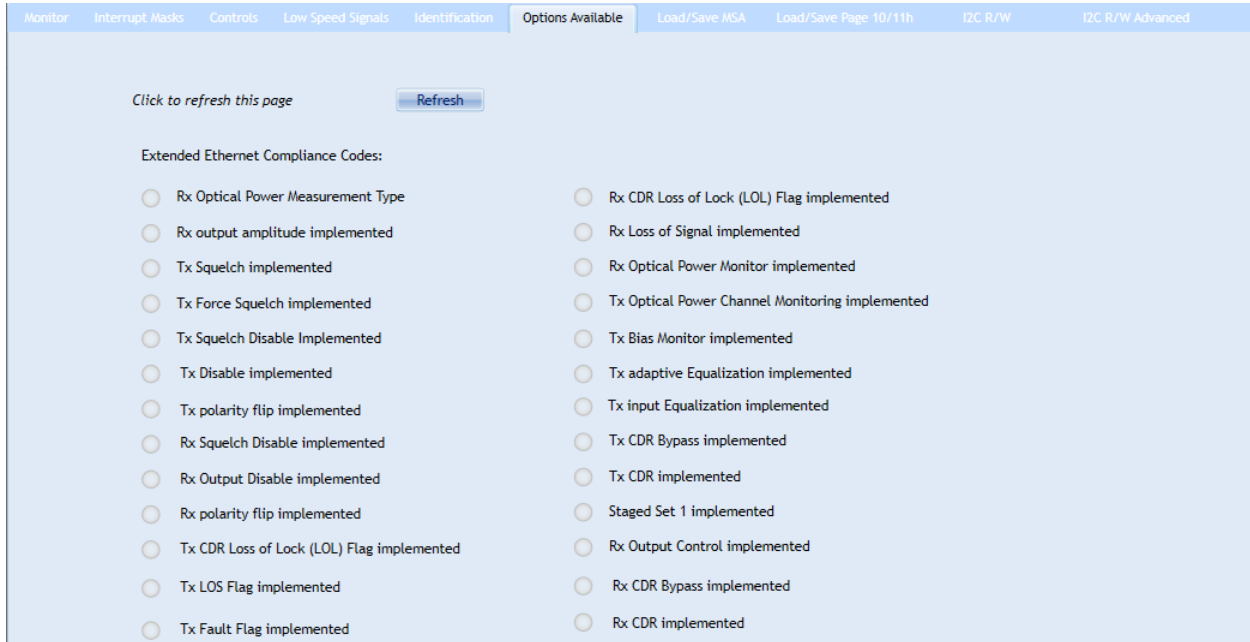 Monitor Interrupt Masks Controls Low Speed Signals Identification Options Available Load/Save MSA Load/Save Page 10/11h I2C R/W I2C R/W Advanced
Click to refresh this page Refresh
Extended Ethernet Compliance Codes:
Rx Optical Power Measurement Type
Rx output amplitude implemented
Tx Squelch implemented
Tx Force Squelch implemented
Tx Squelch Disable Implemented
Tx Disable implemented
Tx polarity flip implemented
Rx Squelch Disable implemented
Rx Output Disable implemented
Rx polarity flip implemented
Tx CDR Loss of Lock (LOL) Flag implemented
Tx LOS Flag implemented
Tx Fault Flag implemented
Rx CDR Loss of Lock (LOL) Flag implemented
Rx Loss of Signal implemented
Rx Optical Power Monitor implemented
Tx Optical Power Channel Monitoring implemented
Tx Bias Monitor implemented
Tx adaptive Equalization implemented
Tx input Equalization implemented
Tx CDR Bypass implemented
Tx CDR implemented
Staged Set 1 implemented
Rx Output Control implemented
Rx CDR Bypass implemented
Rx CDR implemented